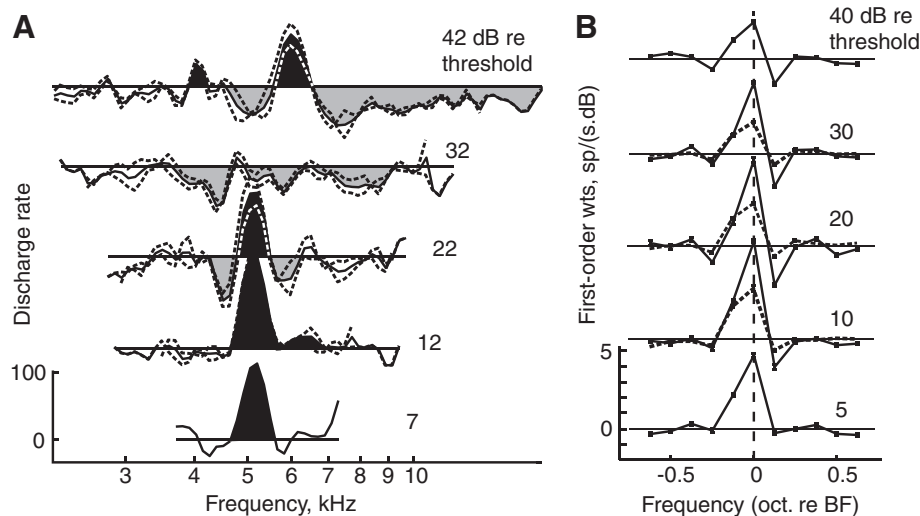 A
42 dB re
threshold
32
22
12
7
100
0
Discharge rate
3 4 5 6 7 8 9 10
Frequency, kHz
B
40 dB re
threshold
30
20
10
5
5
0
First-order wts, sp/(s.dB)
-0.5 0 0.5
Frequency (oct. re BF)